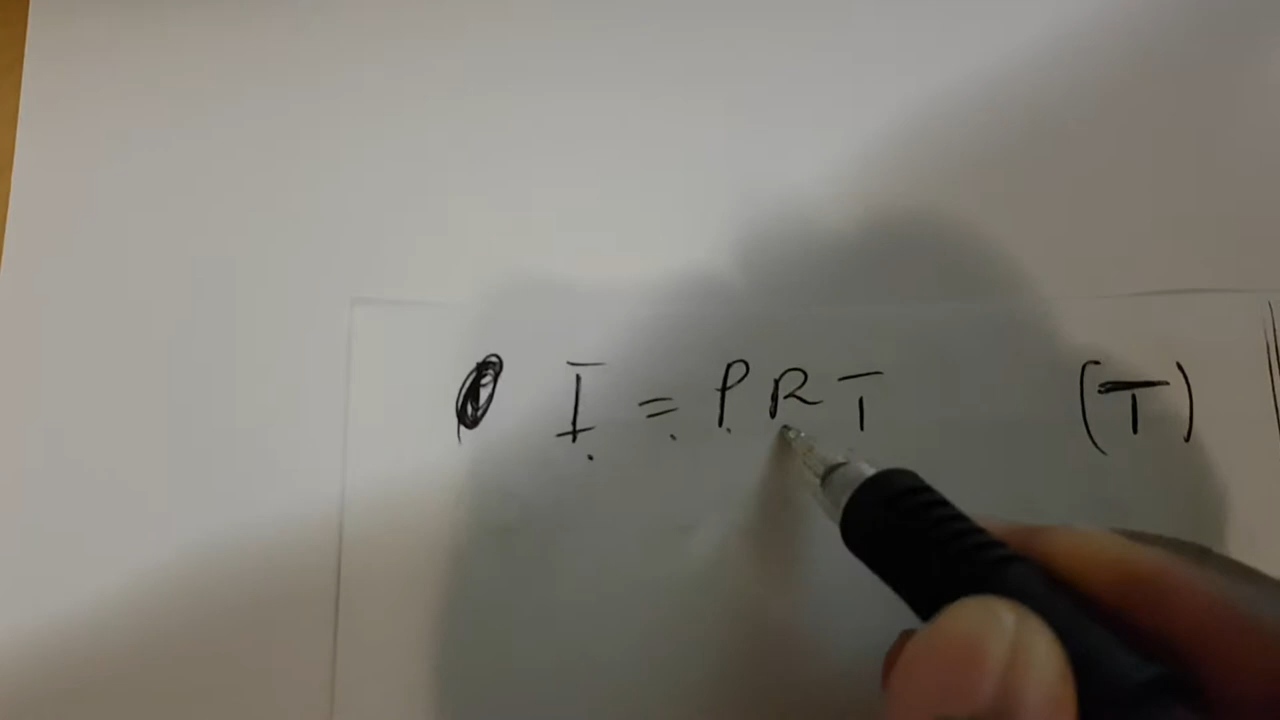 I = PRT (T)